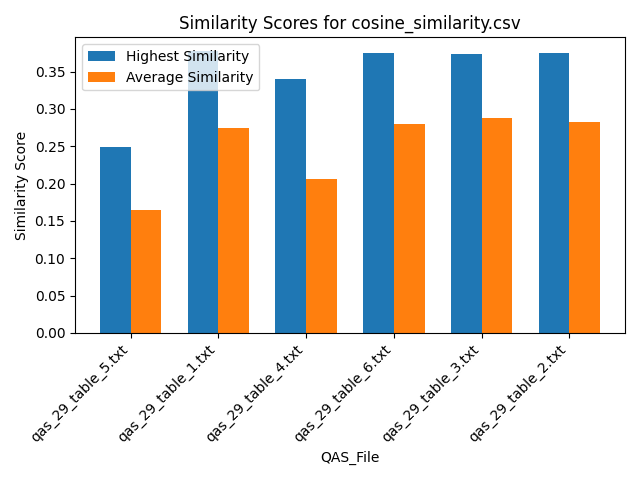 Similarity Scores for cosine_similarity.csv
Highest Similarity
Average Similarity
Similarity Score
0.35
0.30
0.25
0.20
0.15
0.10
0.05
0.00
qas_29_table_5.txt
qas_29_table_1.txt
qas_29_table_4.txt
qas_29_table_6.txt
qas_29_table_3.txt
qas_29_table_2.txt
QAS_File